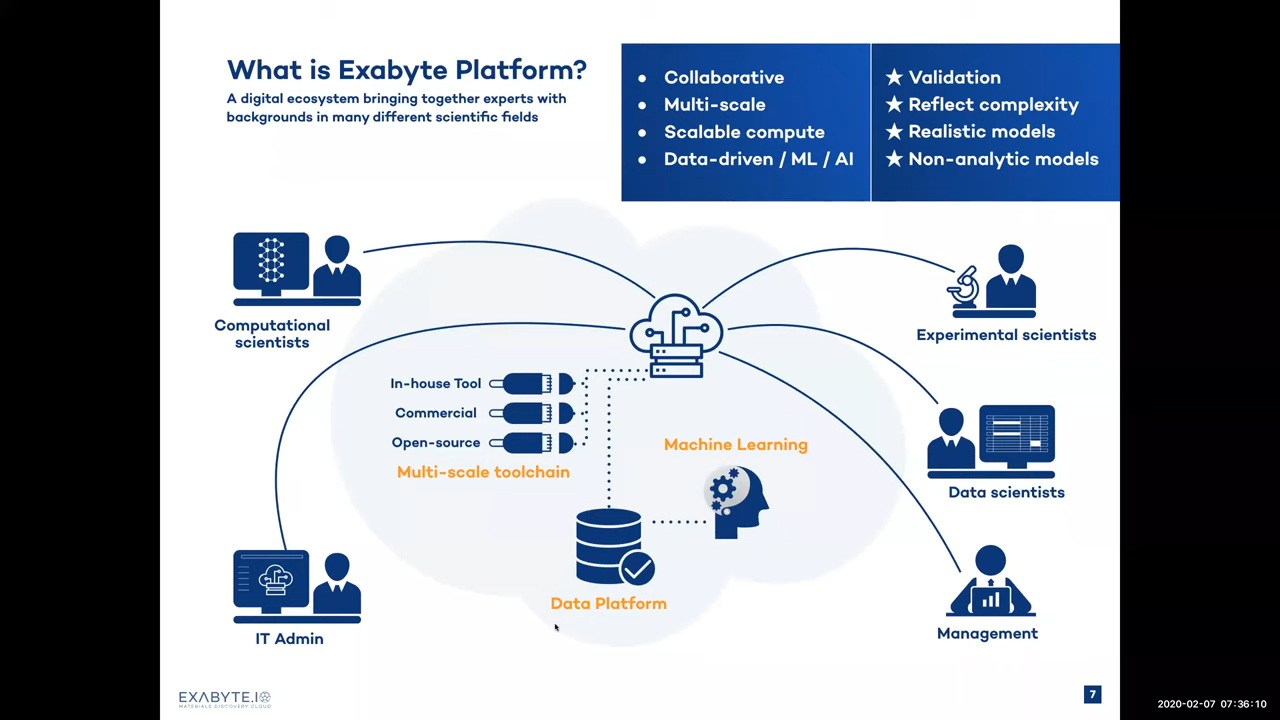 What is Exabyte Platform?
A digital ecosystem bringing together experts with
backgrounds in many different scientific fields
• Collaborative
• Multi-scale
• Scalable compute
• Data-driven / ML / AI
★ Validation
★ Reflect complexity
★ Realistic models
★ Non-analytic models
Computational
scientists
Experimental scientists
In-house Tool
Commercial
Open-source
Multi-scale toolchain
Machine Learning
Data scientists
Data Platform
IT Admin
Management
EXABYTE.IO
MATERIALS DISCOVERY CLOUD
7
2020-02-07 07:36:10